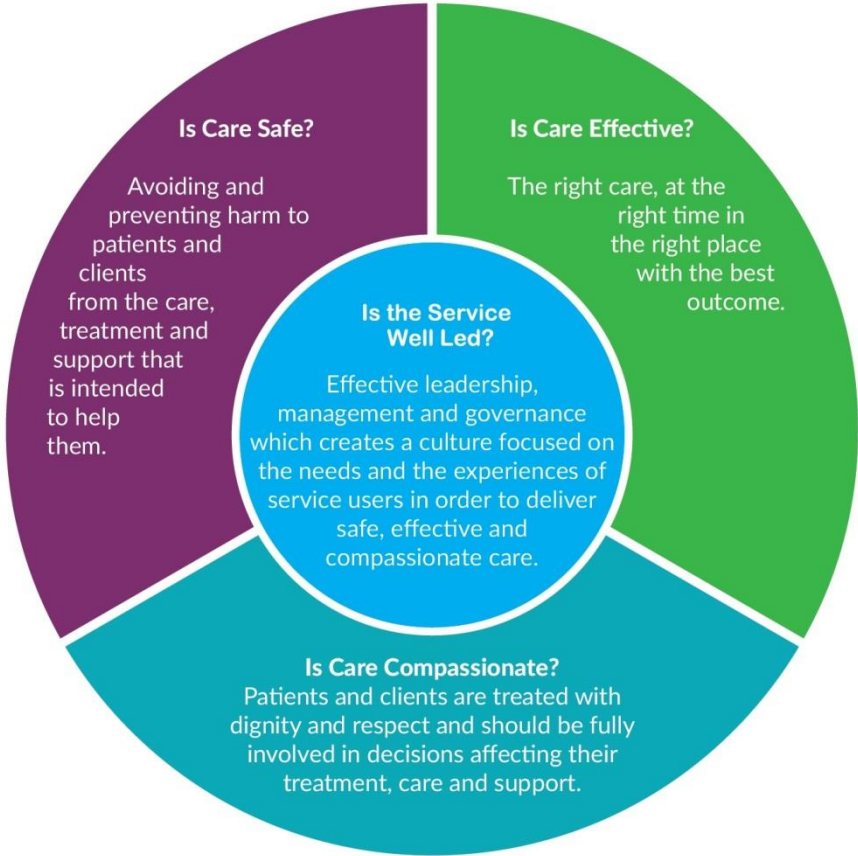 Is Care Safe?
Avoiding and
preventing harm to
patients and
clients
from the care,
treatment and
support that
is intended
to help
them.
Is Care Effective?
The right care, at the
right time in
the right place
with the best
outcome.
Is the Service
Well Led?
Effective leadership,
management and governance
which creates a culture focused on
the needs and the experiences of
service users in order to deliver
safe, effective and
compassionate care.
Is Care Compassionate?
Patients and clients are treated with
dignity and respect and should be fully
involved in decisions affecting their
treatment, care and support.